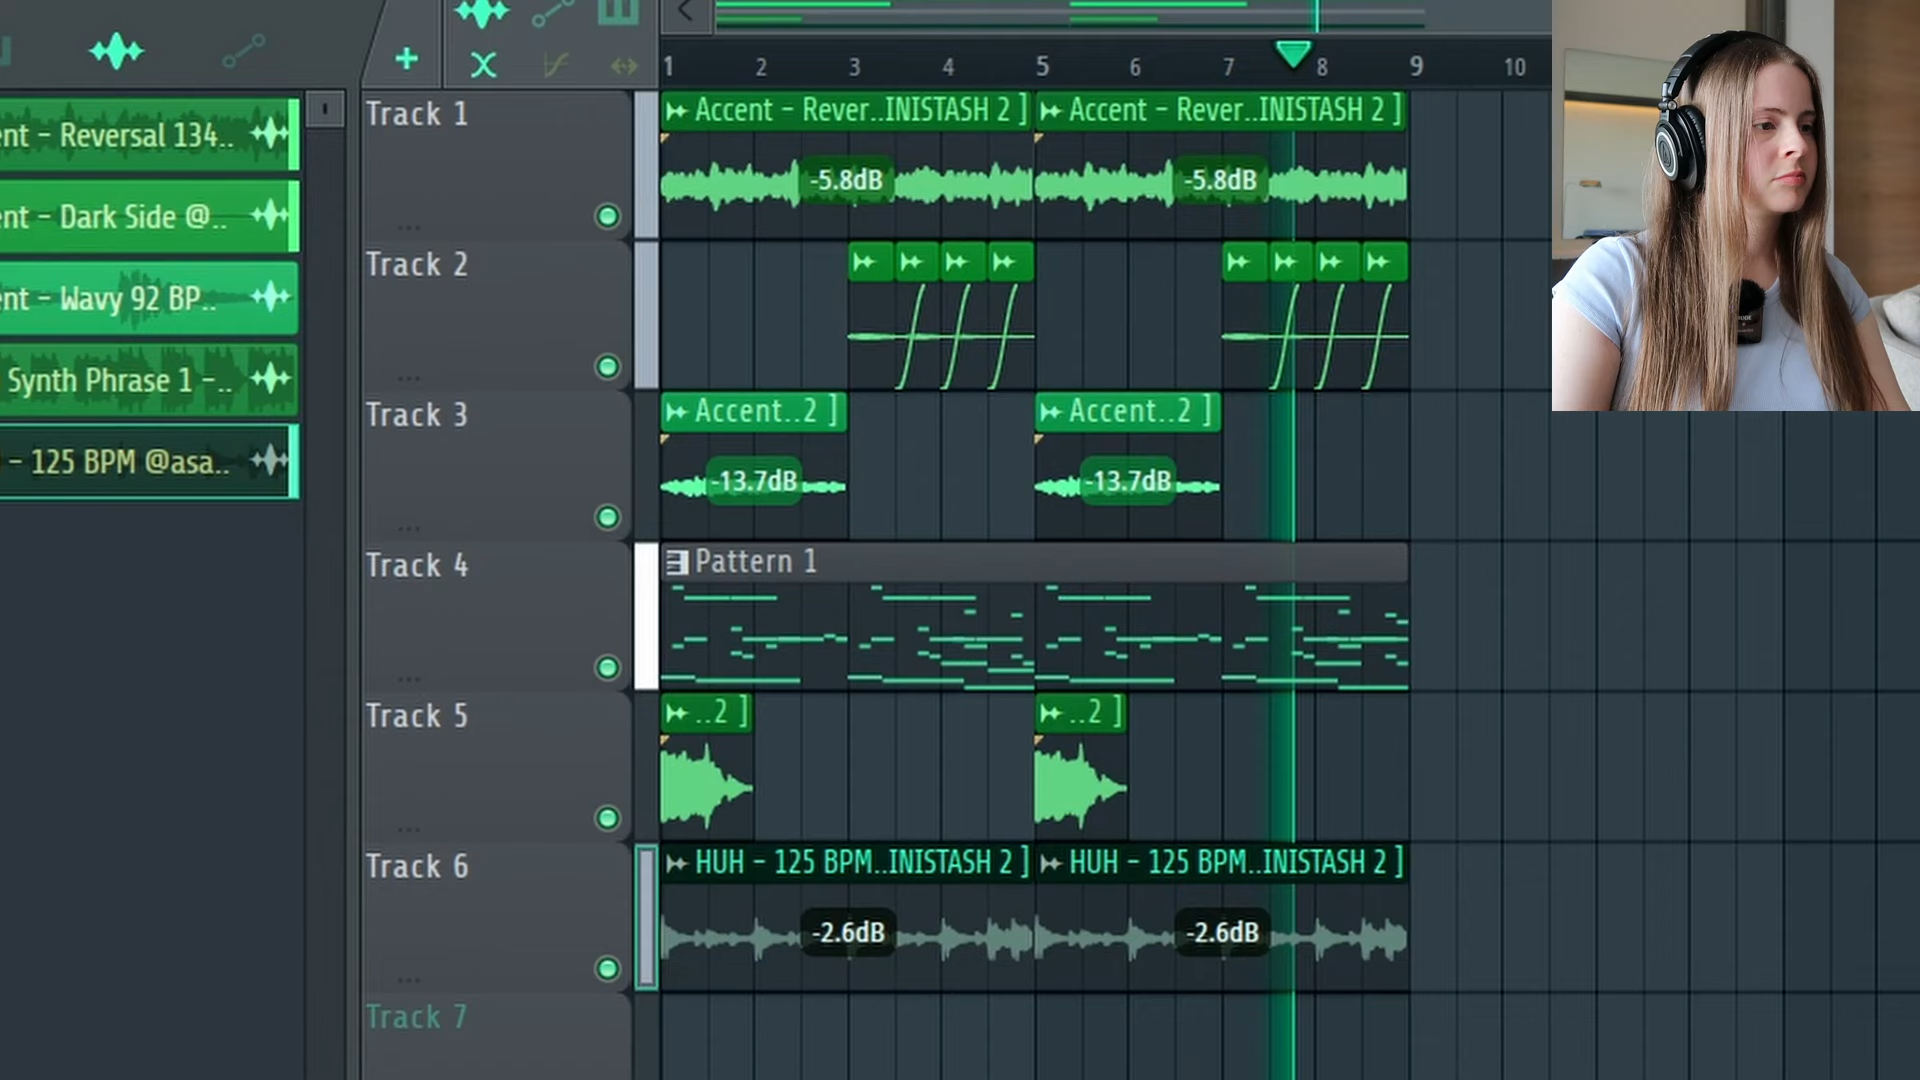 1 2 3 4 5 6 7 8 9 10
ent - Reversal 134..
ent - Dark Side @..
ent - Wavy 92 BP..
Synth Phrase 1 -..
- 125 BPM @asa..
Track 1
Accent - Rever..INISTASH 2 ]
Accent - Rever..INISTASH 2 ]
-5.8dB
-5.8dB
Track 2
Track 3
Accent..2 ]
Accent..2 ]
-13.7dB
-13.7dB
Track 4
Pattern 1
Track 5
..2 ]
..2 ]
Track 6
HUH - 125 BPM..INISTASH 2 ]
HUH - 125 BPM..INISTASH 2 ]
-2.6dB
-2.6dB
Track 7